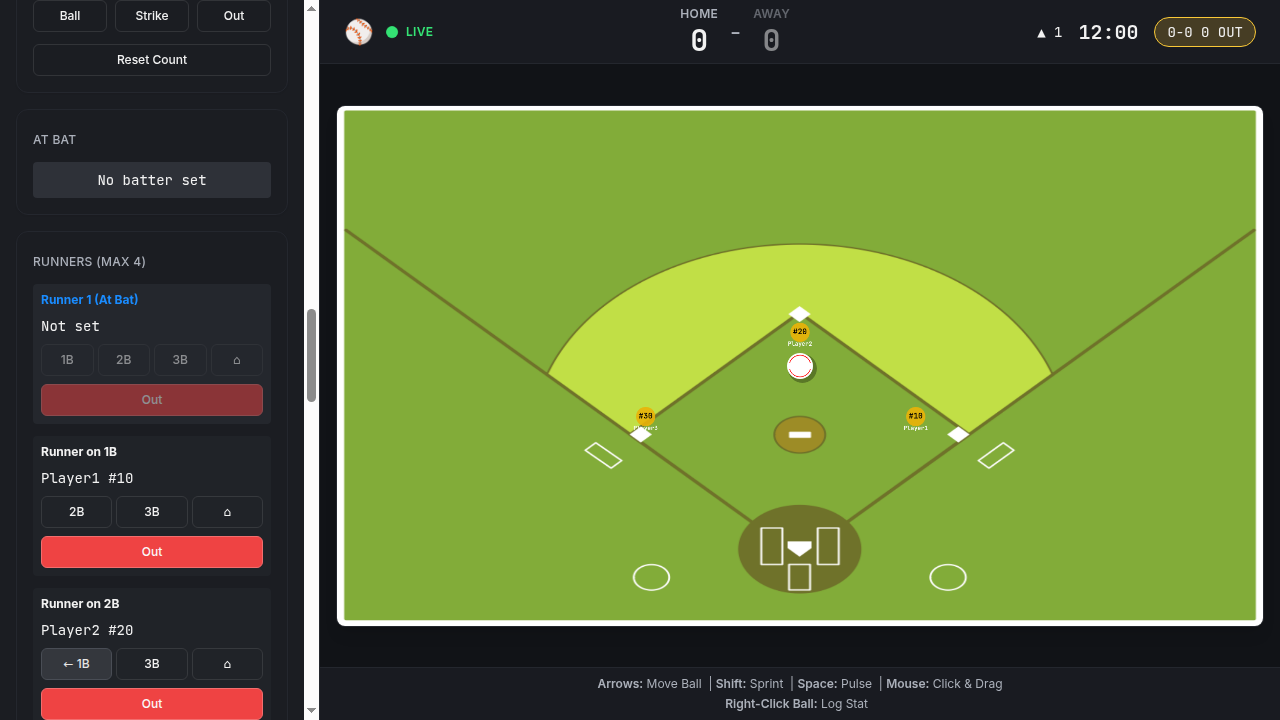 Ball
Strike
Out
Reset Count
AT BAT
No batter set
RUNNERS (MAX 4)
Runner 1 (At Bat)
Not set
1B
2B
3B
⌂
Out
Runner on 1B
Player1 #10
2B
3B
⌂
Out
Runner on 2B
Player2 #20
← 1B
3B
⌂
Out
LIVE
HOME
AWAY
0 - 0
▲ 1
12:00
0-0 0 OUT
#20
Player2
#30
Player3
#10
Player1
Arrows: Move Ball | Shift: Sprint | Space: Pulse | Mouse: Click & Drag
Right-Click Ball: Log Stat